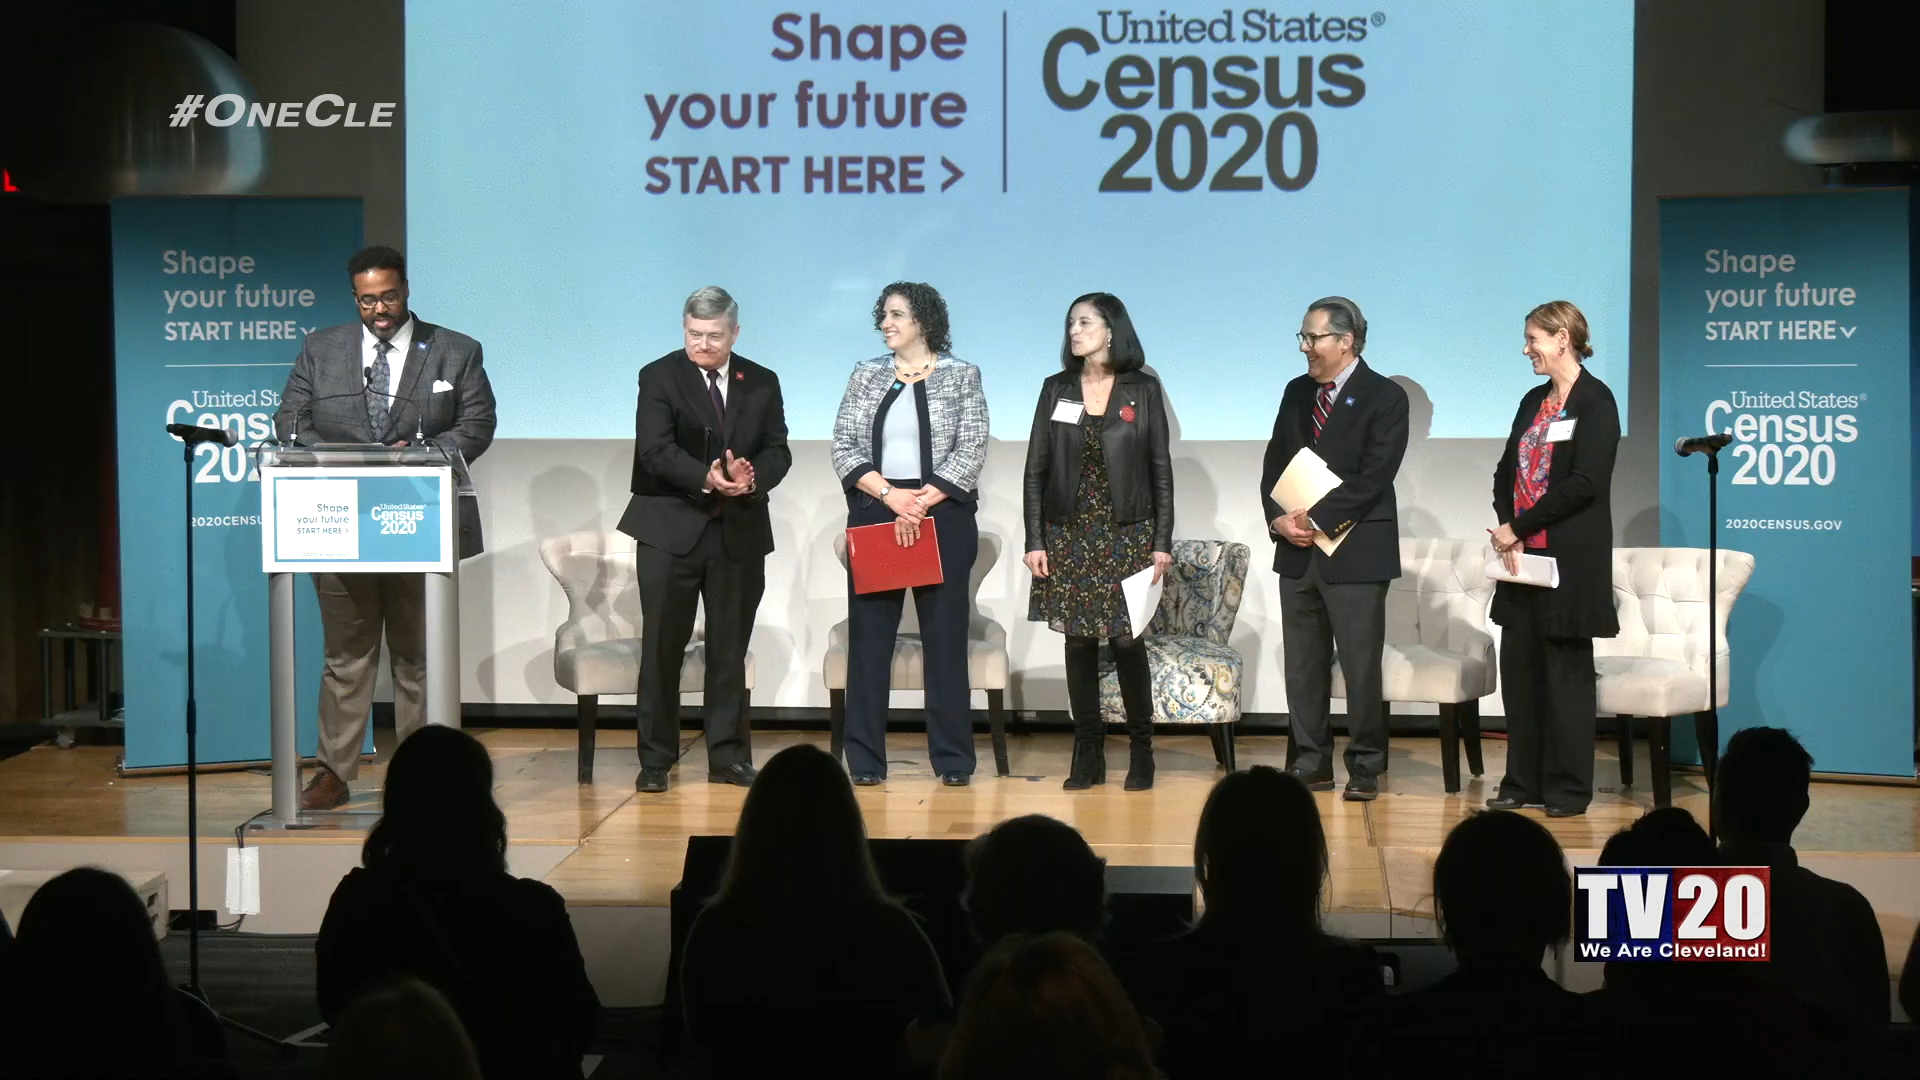 #OneCle
Shape
your future
START HERE >
United States®
Census
2020
Shape
your future
START HERE
United St
Cens
202
2020CENSU
Shape
your future
START HERE >
2020census.gov
United States®
Census
2020
Shape
your future
START HERE
United States®
Census
2020
2020CENSUS.GOV
TV20
We Are Cleveland!